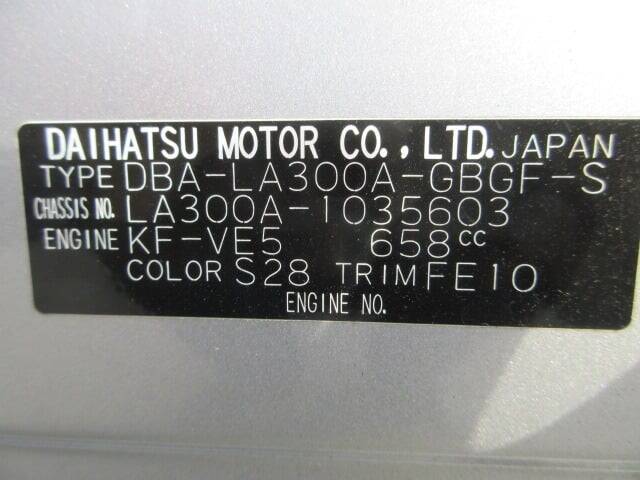 DAIHATSU MOTOR CO., LTD. JAPAN
TYPE DBA-LA300A-GBGF-S
CHASSIS NO. LA300A-1035603
ENGINE KF-VE5 658cc
COLOR S28 TRIM FE10
ENGINE NO.